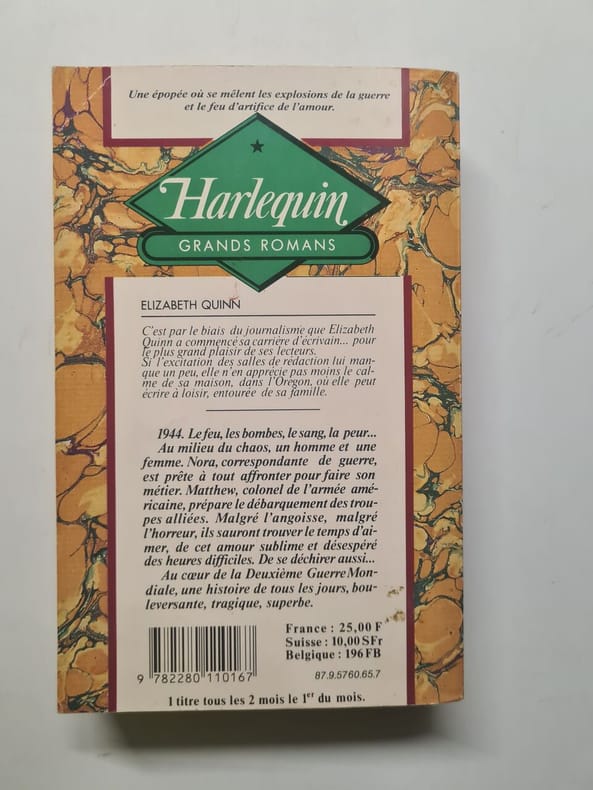 Une épopée où se mêlent les explosions de la guerre
et le feu d'artifice de l'amour.
Harlequin
GRANDS ROMANS
ELIZABETH QUINN
C'est par le biais du journalisme que Elizabeth
Quinn a commencé sa carrière d'écrivain... pour
le plus grand plaisir de ses lecteurs.
Si l'excitation des salles de rédaction lui man-
que un peu, elle n'en apprécie pas moins le cal-
me de sa maison, dans l'Oregon, où elle peut
écrire à loisir, entourée de sa famille.
1944. Le feu, les bombes, le sang, la peur...
Au milieu du chaos, un homme et une
femme. Nora, correspondante de guerre,
est prête à tout affronter pour faire son
métier. Matthew, colonel de l'armée amé-
ricaine, prépare le débarquement des trou-
pes alliées. Malgré l'angoisse, malgré
l'horreur, ils sauront trouver le temps d'ai-
mer, de cet amour sublime et désespéré
des heures difficiles. De se déchirer aussi...
Au cœur de la Deuxième Guerre Mon-
diale, une histoire de tous les jours, bou-
leversante, tragique, superbe.
France : 25,00 F
Suisse : 10,00 SFr
Belgique : 196 FB
9 782280 110167
87.9.5760.65.7
1 titre tous les 2 mois le 1er du mois.